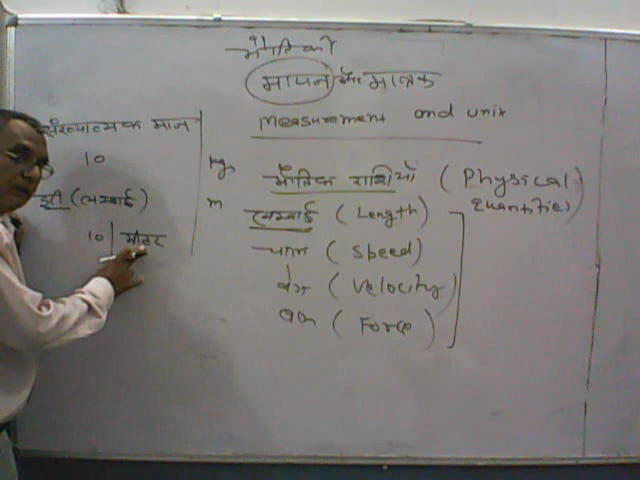 भौतिकी
मापन और मात्रक
Measurement and unit
संख्यात्मक मान
10
kg
दूरी (लम्बाई)
m
10 | मीटर
भौतिक राशियाँ (Physical quantities)
लम्बाई (Length)
चाल (Speed)
वेग (Velocity)
बल (Force)